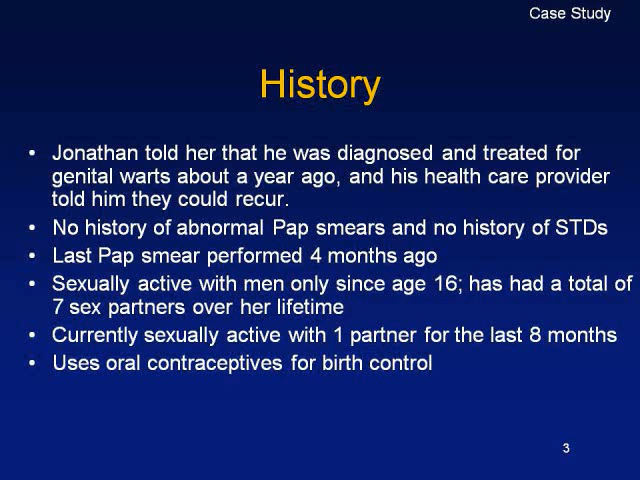 Case Study
History
• Jonathan told her that he was diagnosed and treated for
genital warts about a year ago, and his health care provider
told him they could recur.
• No history of abnormal Pap smears and no history of STDs
• Last Pap smear performed 4 months ago
• Sexually active with men only since age 16; has had a total of
7 sex partners over her lifetime
• Currently sexually active with 1 partner for the last 8 months
• Uses oral contraceptives for birth control
3